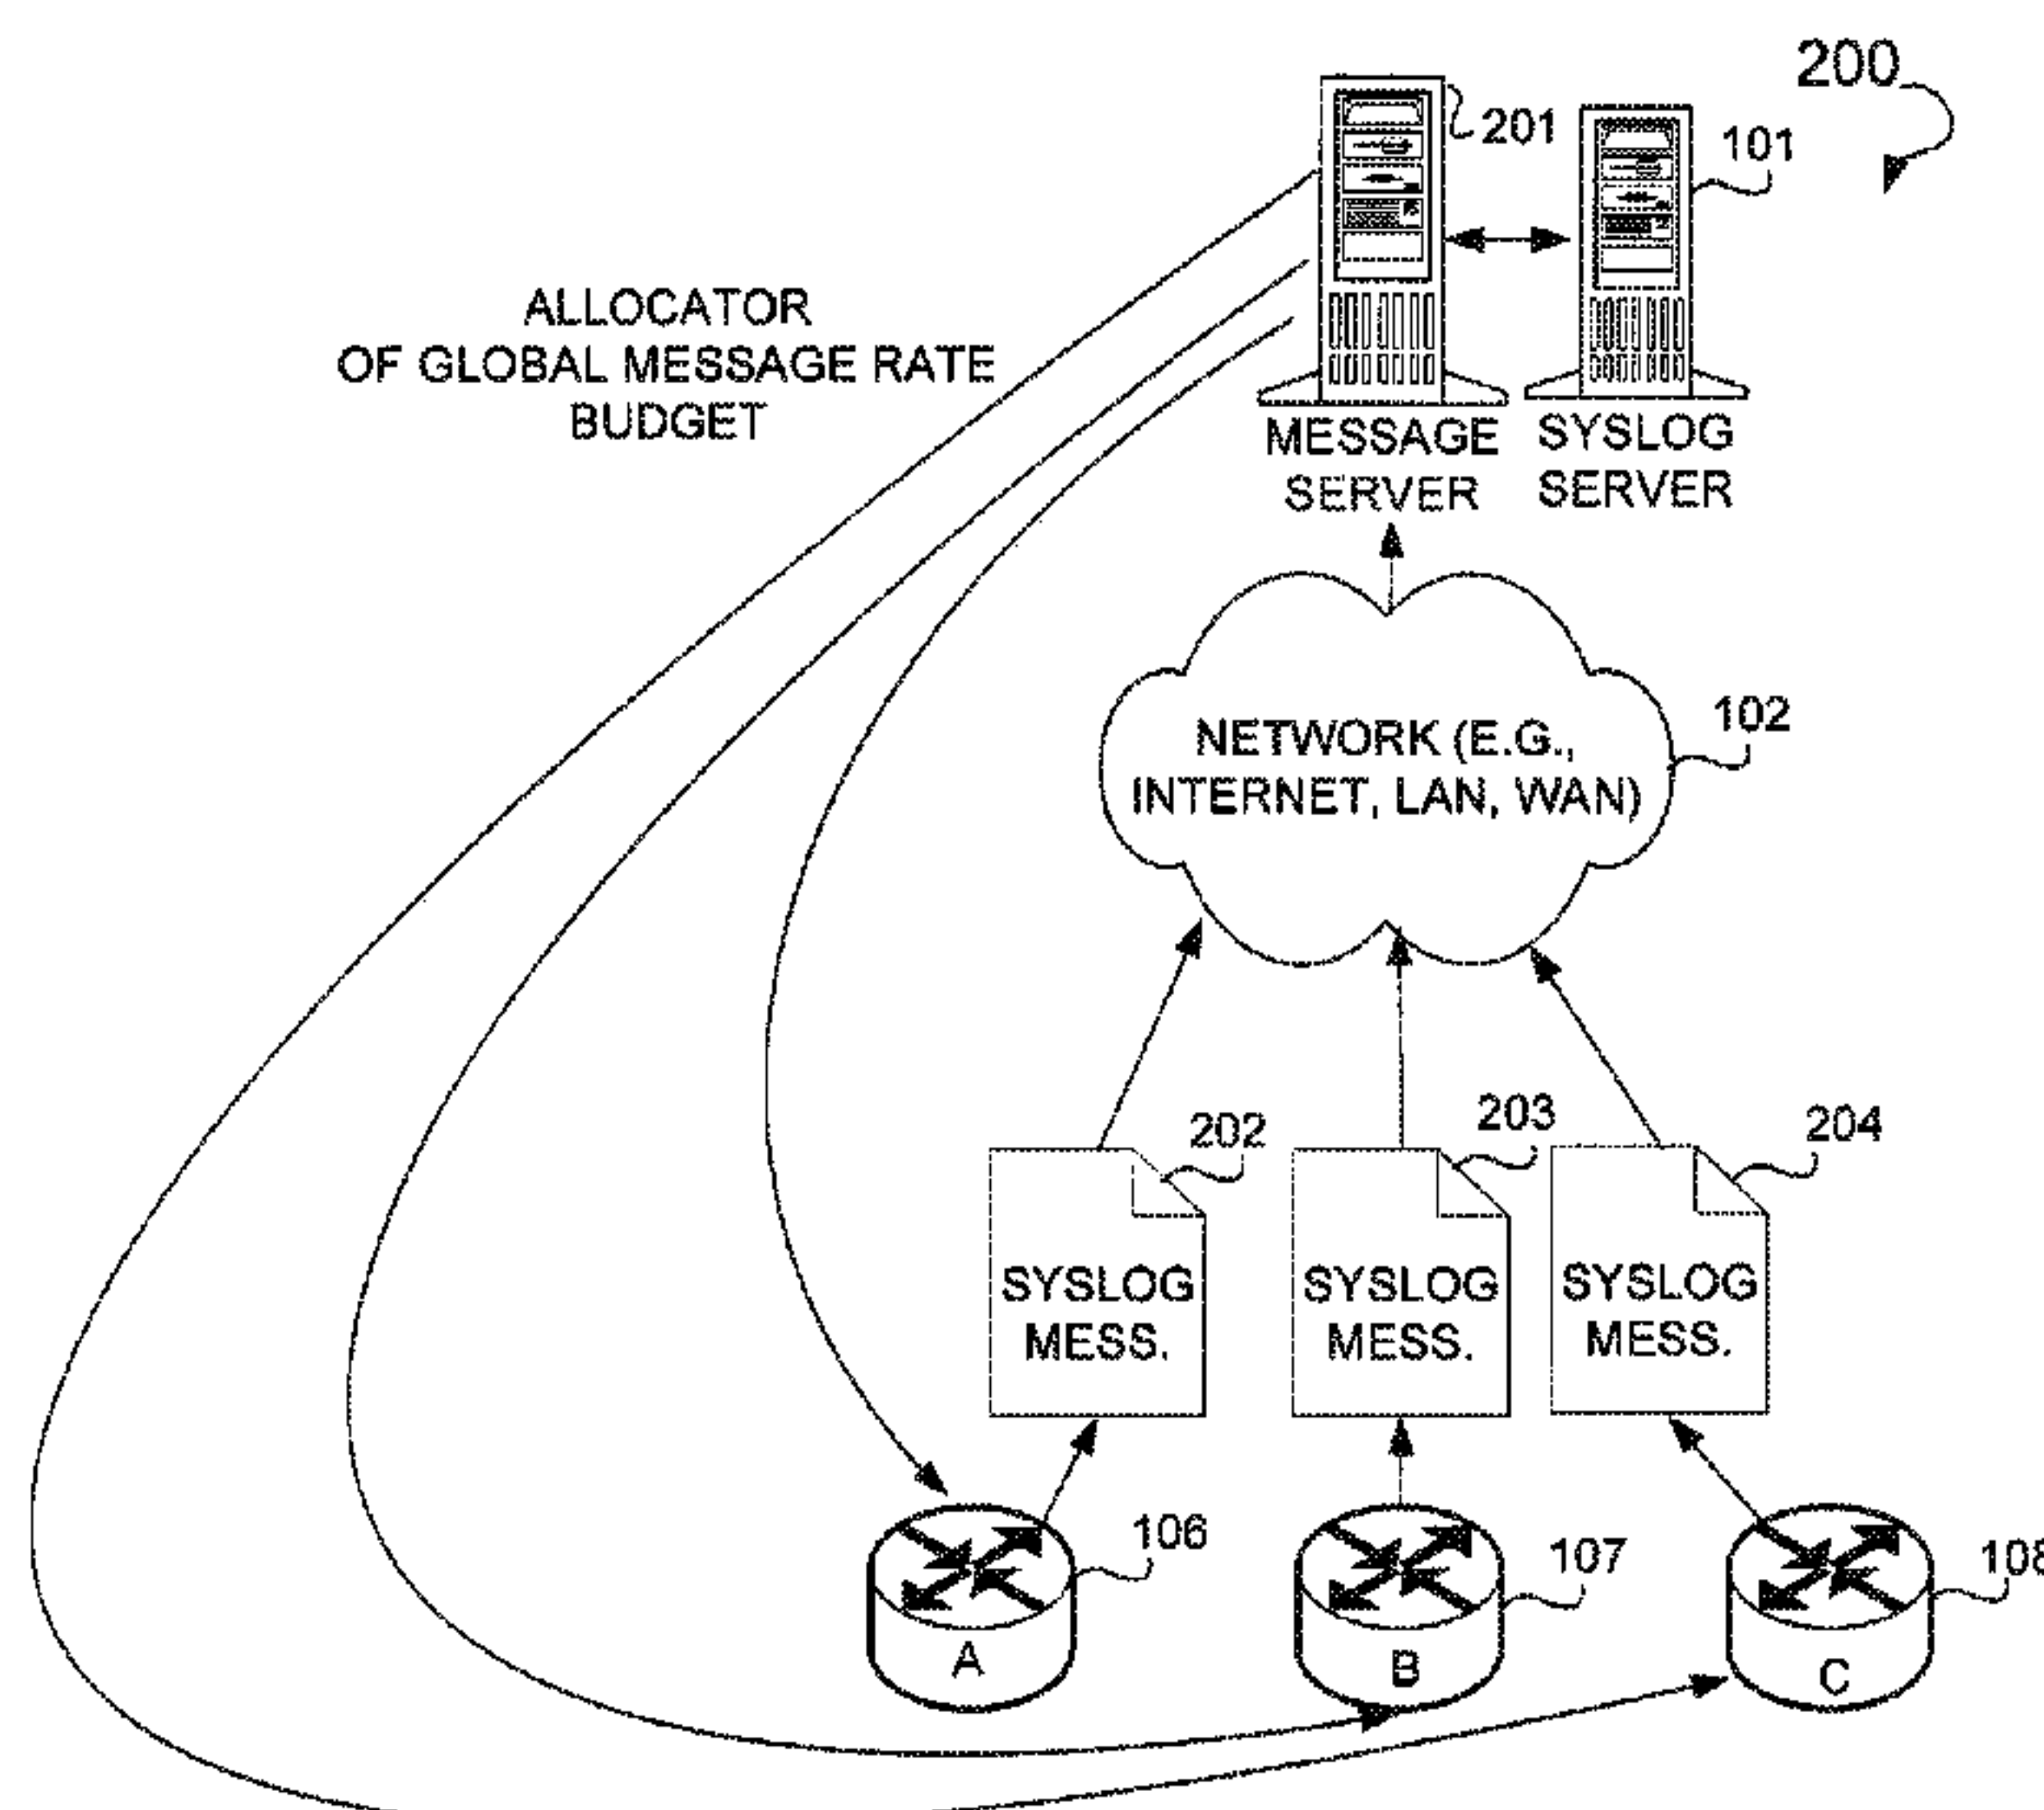 200
201
101
ALLOCATOR
OF GLOBAL MESSAGE RATE
BUDGET
MESSAGE
SERVER
SYSLOG
SERVER
102
NETWORK (E.G.,
INTERNET, LAN, WAN)
202
203
204
SYSLOG
MESS.
SYSLOG
MESS.
SYSLOG
MESS.
106
107
108
A
B
C